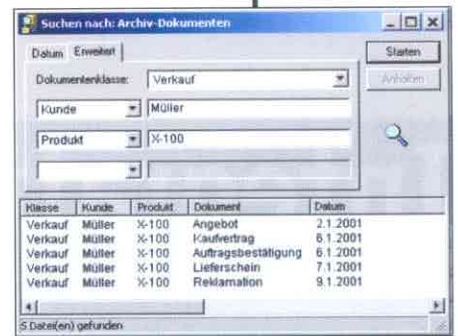 Suchen nach: Archiv-Dokumenten
Datum Erweitert
Starten
Dokumentenklasse: Verkauf
Anhalten
Kunde Müller
Produkt X-100
Klasse Kunde Produkt Dokument Datum
Verkauf Müller X-100 Angebot 2.1.2001
Verkauf Müller X-100 Kaufvertrag 6.1.2001
Verkauf Müller X-100 Auftragsbestätigung 6.1.2001
Verkauf Müller X-100 Lieferschein 7.1.2001
Verkauf Müller X-100 Reklamation 9.1.2001
5 Datei(en) gefunden